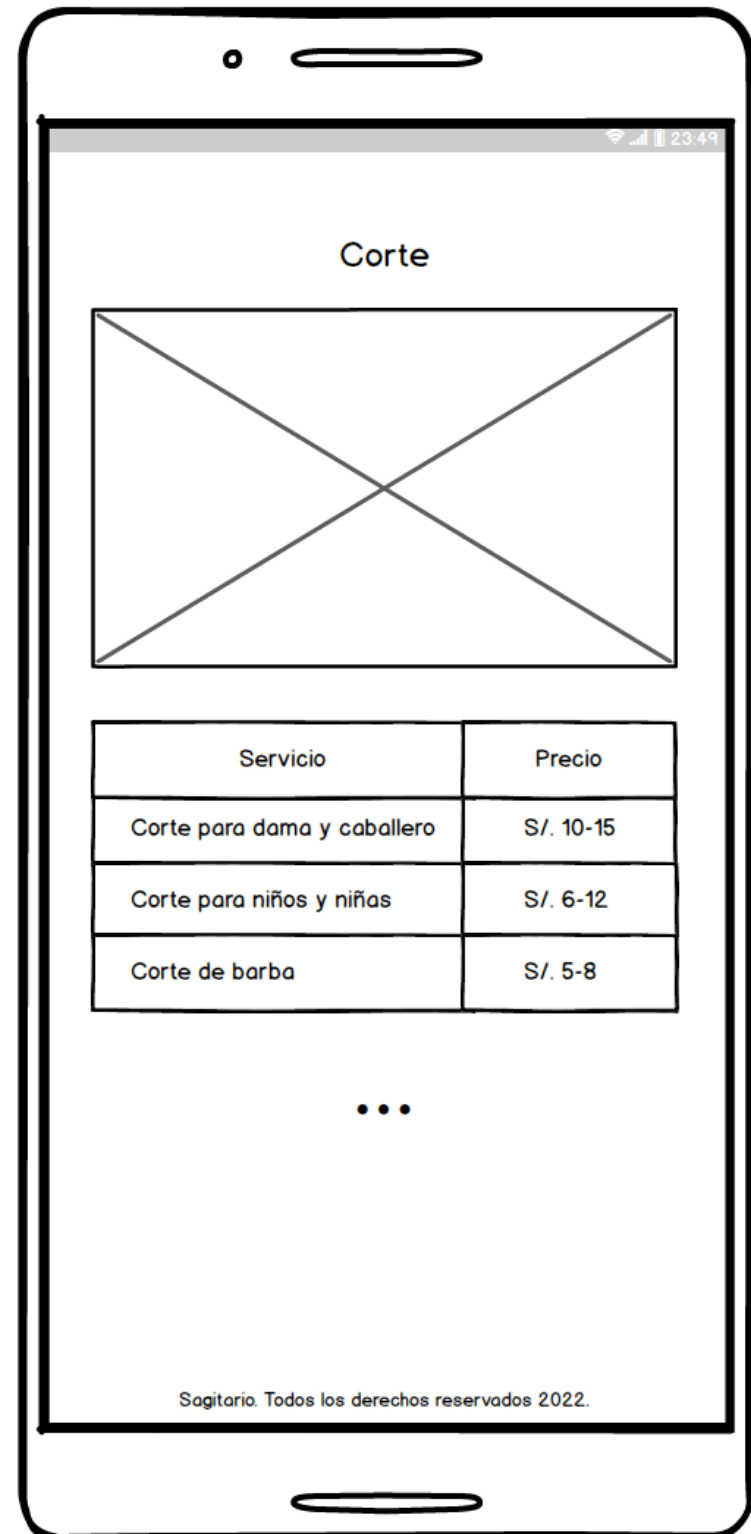 23:49
Corte
Servicio Precio
Corte para dama y caballero S/. 10-15
Corte para niños y niñas S/. 6-12
Corte de barba S/. 5-8
...
Sagitario. Todos los derechos reservados 2022.